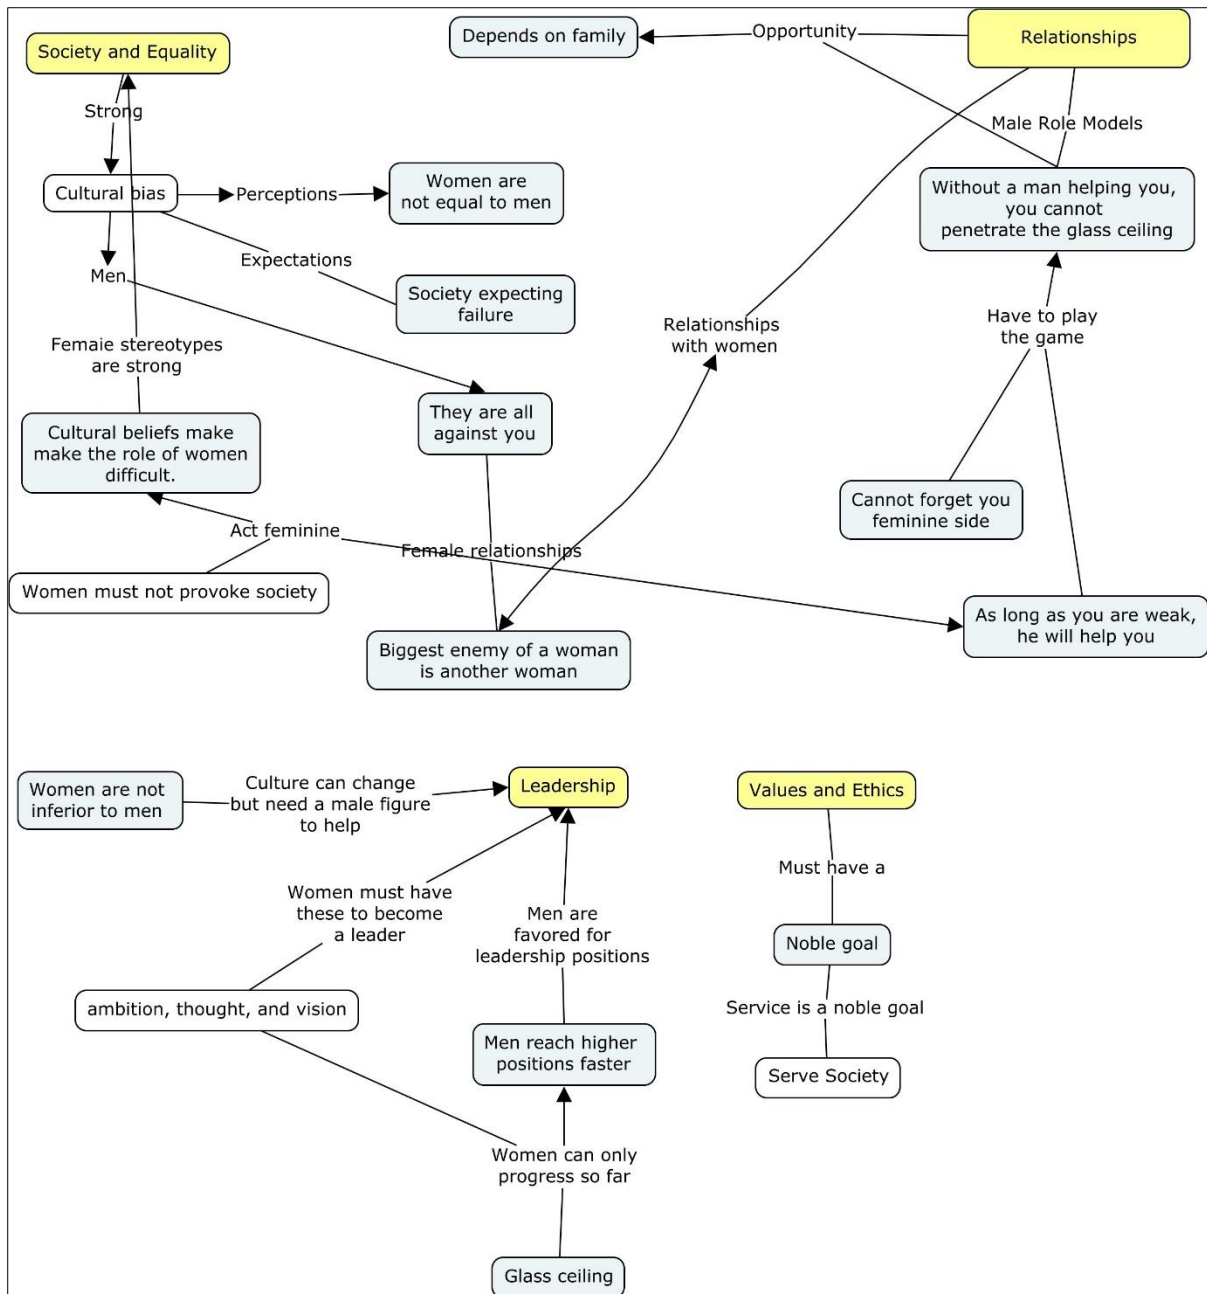 Depends on family
Opportunity
Relationships
Society and Equality
Strong
Male Role Models
Cultural bias
Perceptions
Women are
not equal to men
Without a man helping you,
you cannot
penetrate the glass ceiling
Expectations
Men
Society expecting
failure
Relationships
with women
Have to play
the game
Femaie stereotypes
are strong
They are all
against you
Cultural beliefs make
make the role of women
difficult.
Cannot forget you
feminine side
Act feminine
Female relationships
Women must not provoke society
As long as you are weak,
he will help you
Biggest enemy of a woman
is another woman
Women are not
inferior to men
Culture can change
but need a male figure
to help
Leadership
Values and Ethics
Must have a
Women must have
these to become
a leader
Men are
favored for
leadership positions
Noble goal
ambition, thought, and vision
Service is a noble goal
Men reach higher
positions faster
Serve Society
Women can only
progress so far
Glass ceiling